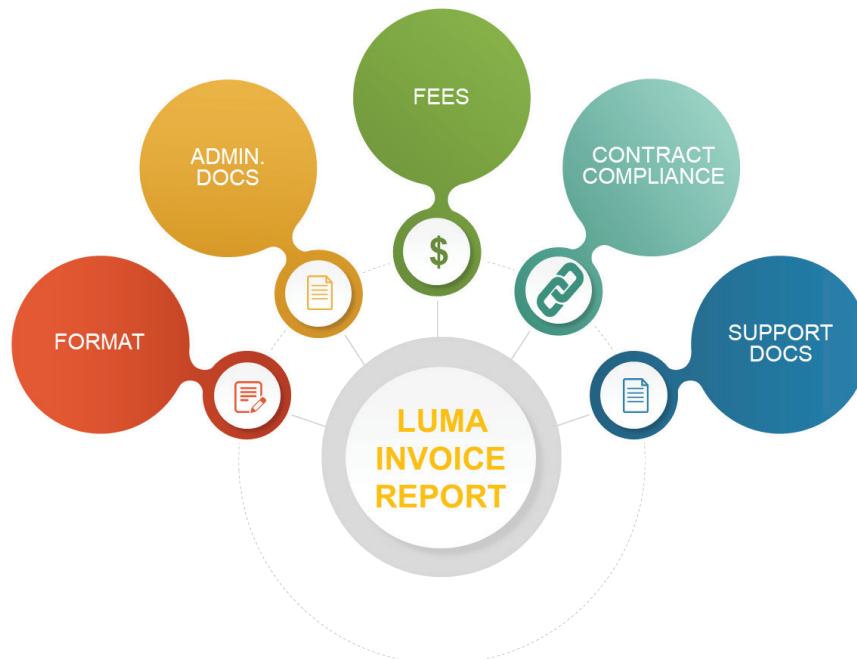 FEES
ADMIN.
DOCS
CONTRACT
COMPLIANCE
$
FORMAT
SUPPORT
DOCS
LUMA
INVOICE
REPORT